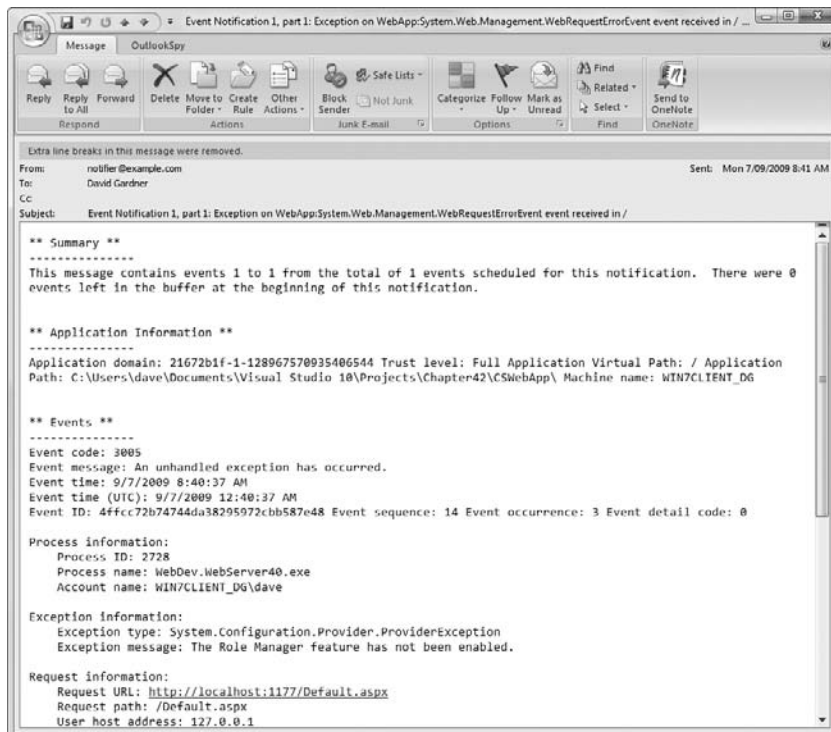 Event Notification 1, part 1: Exception on WebApp:System.Web.Management.WebRequestErrorEvent event received in / ...
Message OutlookSpy
Reply Reply to All Forward
Respond
Delete Move to Folder Create Rule Other Actions
Actions
Block Sender Safe Lists Not Junk
Junk E-mail
Categorize Follow Up Mark as Unread
Options
Find Related Select
Find
Send to OneNote
OneNote
Extra line breaks in this message were removed.
From: notifier@example.com Sent: Mon 7/09/2009 8:41 AM
To: David Gardner
Cc
Subject: Event Notification 1, part 1: Exception on WebApp:System.Web.Management.WebRequestErrorEvent event received in /
** Summary **
---------------
This message contains events 1 to 1 from the total of 1 events scheduled for this notification. There were 0
events left in the buffer at the beginning of this notification.
** Application Information **
---------------
Application domain: 21672b1f-1-128967570935406544 Trust level: Full Application Virtual Path: / Application
Path: C:\Users\dave\Documents\Visual Studio 10\Projects\Chapter42\CSWebApp\ Machine name: WIN7CLIENT_DG
** Events **
---------------
Event code: 3005
Event message: An unhandled exception has occurred.
Event time: 9/7/2009 8:40:37 AM
Event time (UTC): 9/7/2009 12:40:37 AM
Event ID: 4ffcc72b74744da38295972cbb587e48 Event sequence: 14 Event occurrence: 3 Event detail code: 0
Process information:
Process ID: 2728
Process name: WebDev.WebServer40.exe
Account name: WIN7CLIENT_DG\dave
Exception information:
Exception type: System.Configuration.Provider.ProviderException
Exception message: The Role Manager feature has not been enabled.
Request information:
Request URL: http://localhost:1177/Default.aspx
Request path: /Default.aspx
User host address: 127.0.0.1